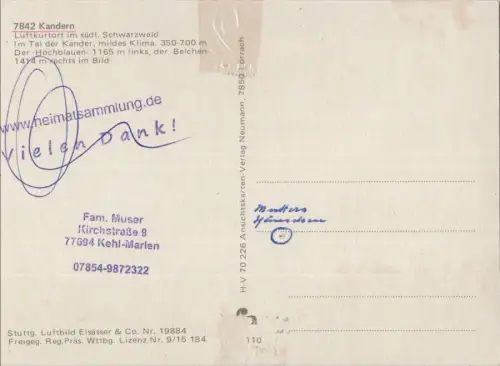 7842 Kandern
Luftkurort im südl. Schwarzwald
Im Tal der Kander, mildes Klima. 350-700 m
Der ·Hochblauen· 1165 m links, der Belchen
1414 m rechts im Bild
www.heimatsammlung.de
Vielen Dank!
Fam. Muser
Kirchstraße 9
77694 Kehl-Marlen
07854-9872322
Stuttg. Luftbild Elsässer & Co. Nr. 19884
Freigeg. Reg. Präs. Wttbg. Lizenz Nr. 9/15 184
H-V 70 226 Ansichtskarten Verlag Neumann, 7850 Lörrach
110